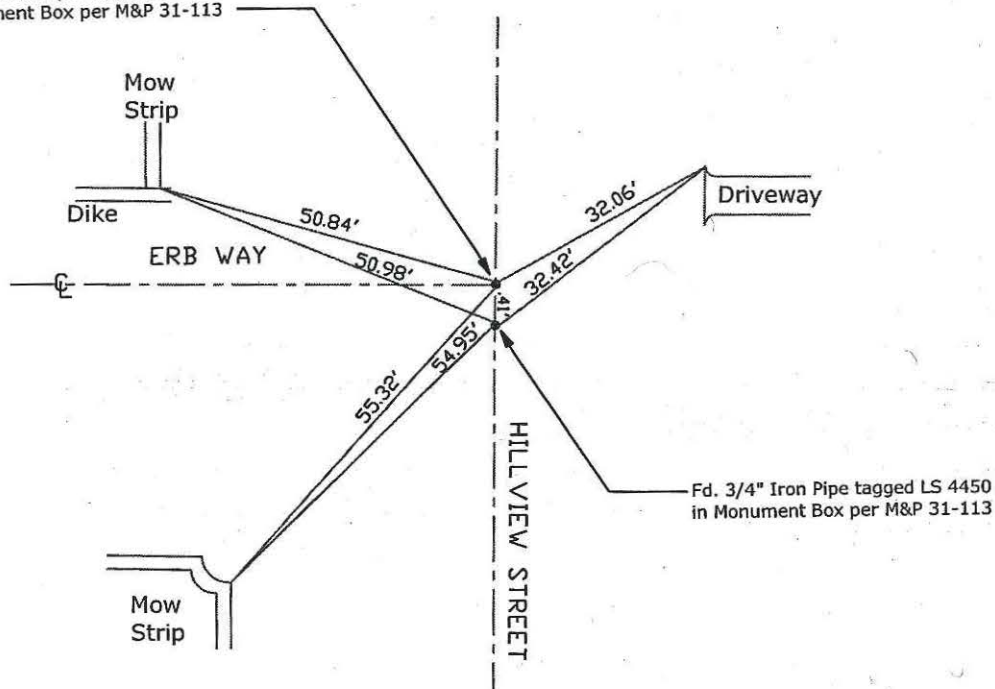 ment Box per M&P 31-113
Mow
Strip
Dike
ERB WAY
50.84'
50.98'
32.06'
32.42'
Driveway
.41'
55.32'
54.95'
HILLVIEW STREET
Fd. 3/4" Iron Pipe tagged LS 4450
in Monument Box per M&P 31-113
Mow
Strip